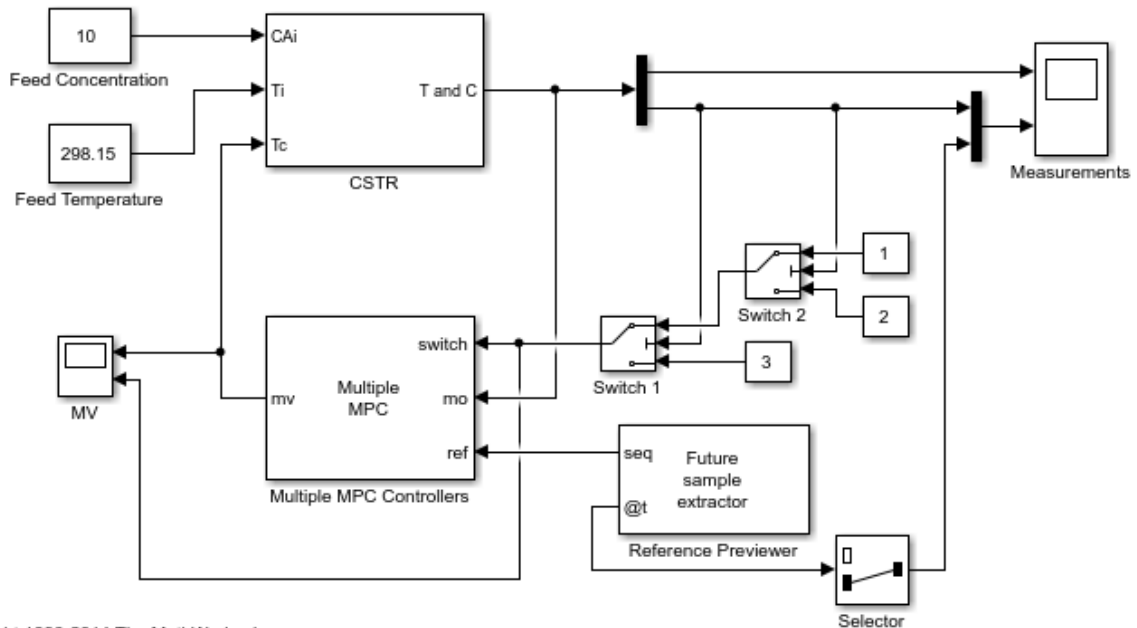 10
Feed Concentration
298.15
Feed Temperature
CAi
Ti
Tc
T and C
CSTR
Measurements
1
2
Switch 2
3
Switch 1
MV
switch
mo
ref
mv
Multiple
MPC
Multiple MPC Controllers
seq
@t
Future
sample
extractor
Reference Previewer
Selector